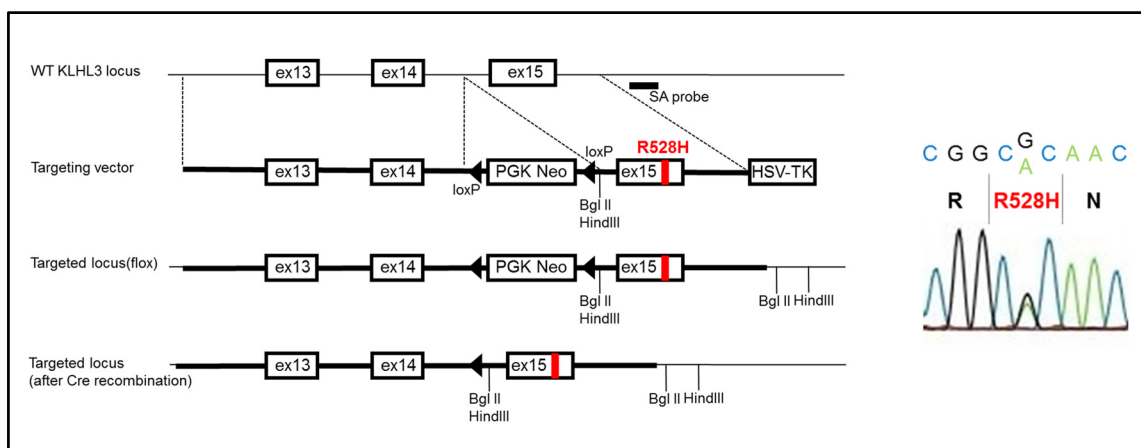 WT KLHL3 locus
ex13
ex14
ex15
SA probe
Targeting vector
ex13
ex14
loxP
PGK Neo
loxP
R528H
ex15
HSV-TK
Bgl II
HindIII
Targeted locus(flox)
ex13
ex14
PGK Neo
ex15
Bgl II
HindIII
Bgl II
HindIII
Targeted locus
(after Cre recombination)
ex13
ex14
ex15
Bgl II
HindIII
Bgl II
HindIII
G
C G G C C A A C
A
R R528H N